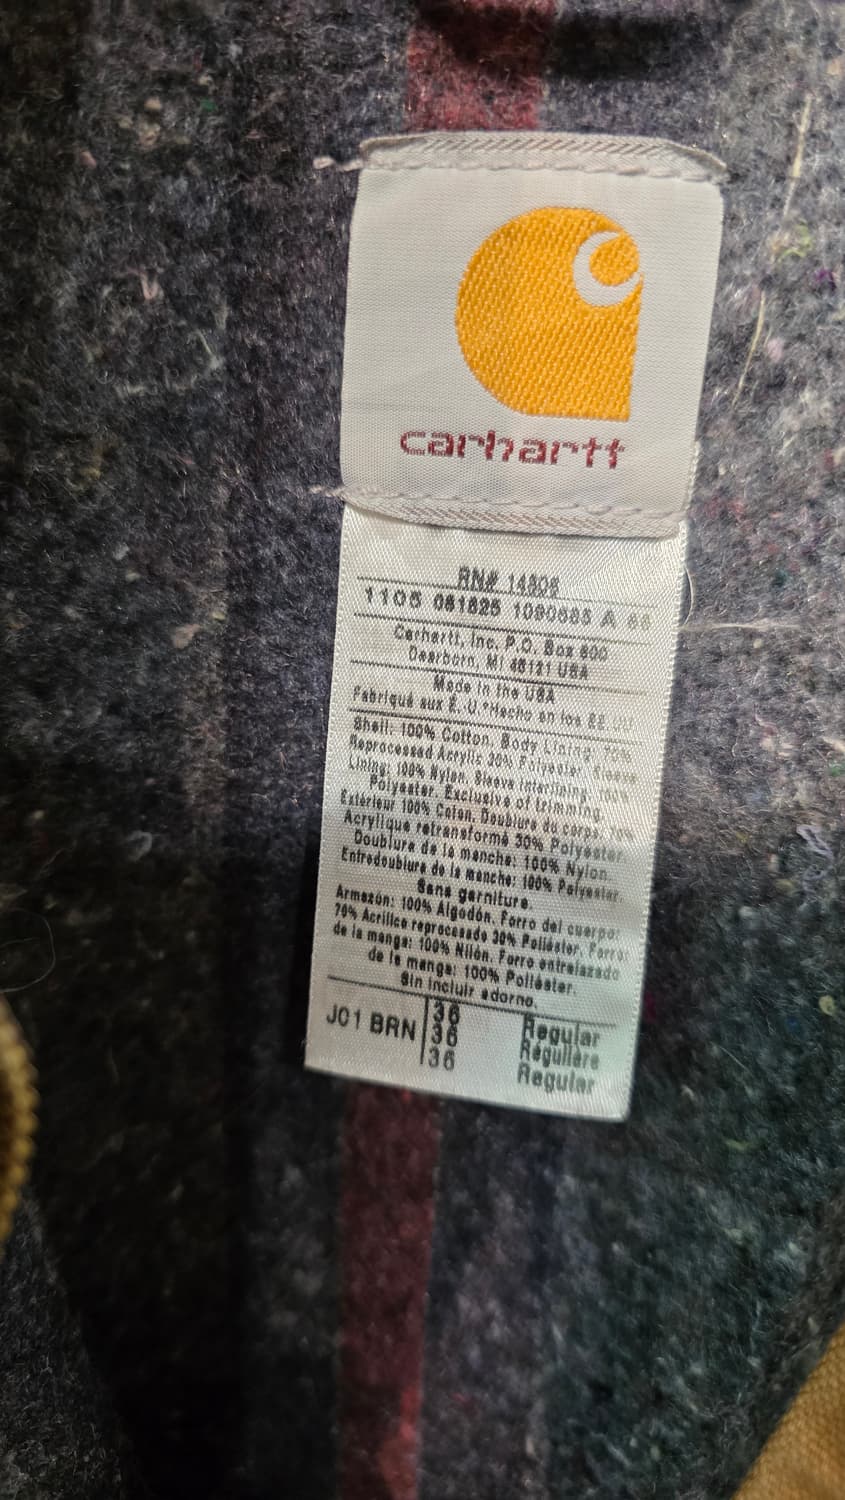 carhartt
RN# 14806
1105 061825 1090685 A
Carhartt, Inc. P.O. Box 600
Dearborn, MI 48121 USA
Made in the USA
Fabriqué aux É.-U.*Hecho en los EE.UU
Shell: 100% Cotton. Body Lining: 70%
Reprocessed Acrylic 30% Polyester Sleeve
Lining: 100% Nylon. Sleeve interlining: 100%
Polyester. Exclusive of trimming.
Extérieur 100% Coton. Doublure du corps: 70%
Acrylique retransformé 30% Polyester
Doublure de la manche: 100% Nylon.
Entredoublure de la manche: 100% Polyester.
Sans garniture.
Armazón: 100% Algodón. Forro del cuerpo:
70% Acrílico reprocesado 30% Poliéster. Forro:
de la manga: 100% Nilón. Forro entrelazado
de la manga: 100% Poliéster.
Sin incluir adorno.
J01 BRN
36 Regular
36 Régulière
36 Regular